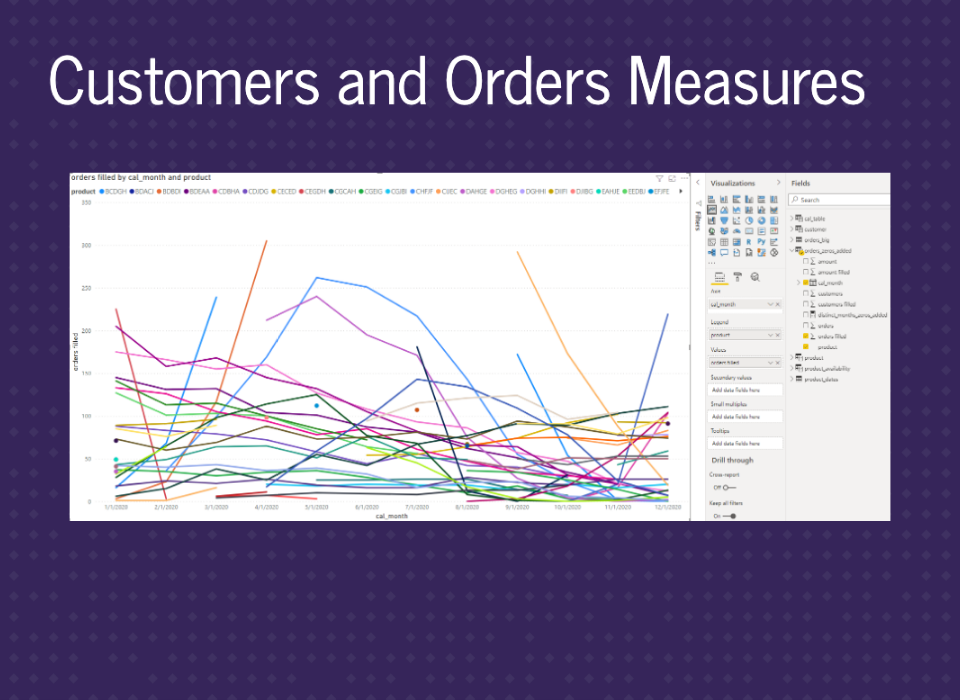 Customers and Orders Measures
orders filled by cal_month and product
product BCDGH BDACJ BDBDI BDEAA CDBHA CDJDG CECED CEGDH CGCAH CGEIG CGJBI CHFJF CIJEC DAHGE DGHEG DGHHI DIIFI DJIBG EAHJE EEDBJ EFJFE
350
300
250
200
150
100
50
0
orders filled
1/1/2020 2/1/2020 3/1/2020 4/1/2020 5/1/2020 6/1/2020 7/1/2020 8/1/2020 9/1/2020 10/1/2020 11/1/2020 12/1/2020
cal_month
Filters
Visualizations
Axis
cal_month
Legend
product
Values
orders filled
Secondary values
Add data fields here
Small multiples
Add data fields here
Tooltips
Add data fields here
Drill through
Cross-report
Off
Keep all filters
On
Fields
Search
cal_table
customer
orders_big
orders_zeros_added
amount
amount filled
cal_month
customers
customers filled
distinct_months_zeros_added
orders
orders filled
product
product
product_availability
product_dates